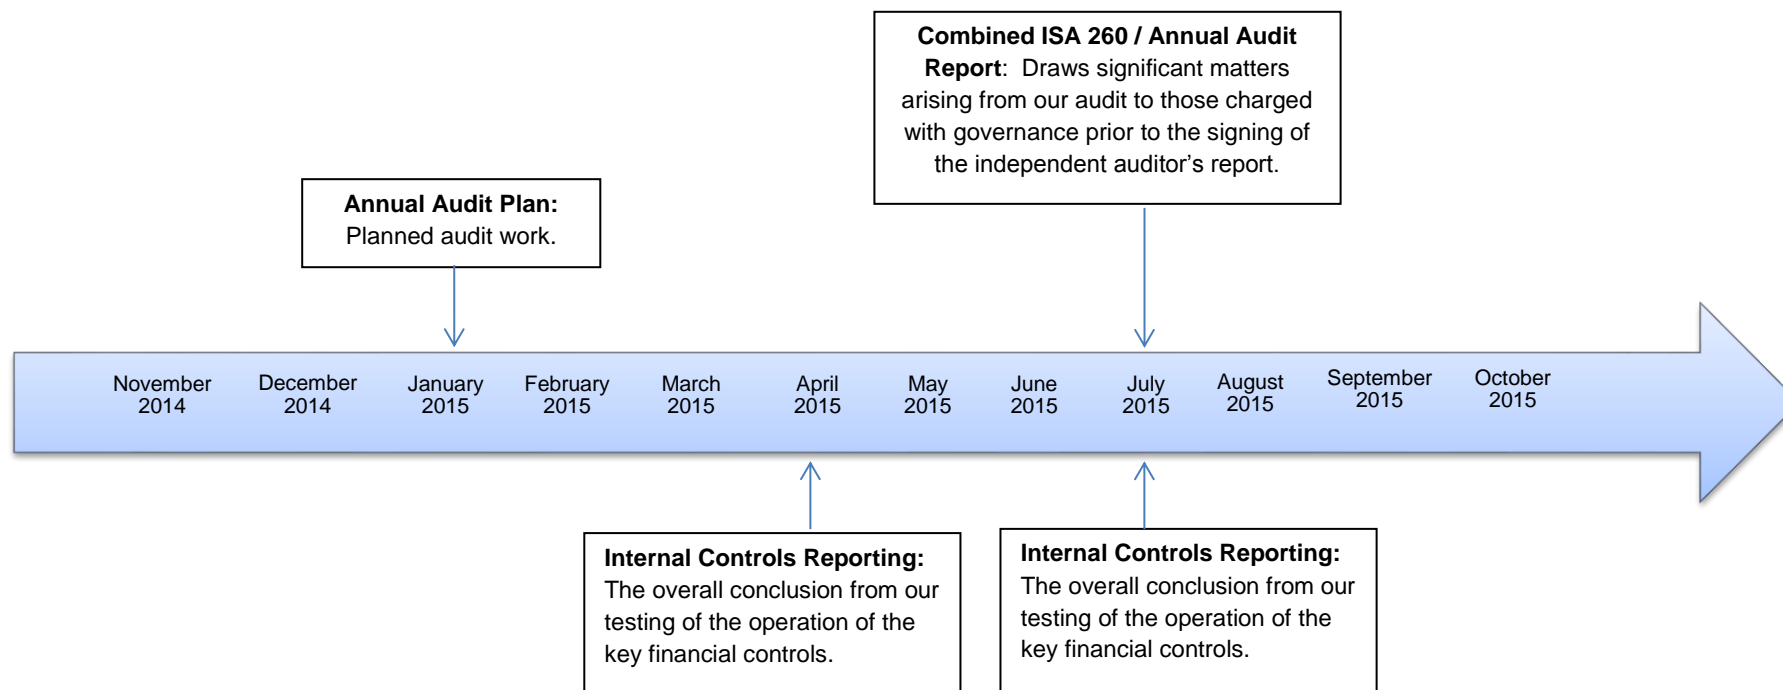 Combined ISA 260 / Annual Audit
Report:  Draws significant matters
arising from our audit to those charged
with governance prior to the signing of
the independent auditor’s report.
Annual Audit Plan:
Planned audit work.
November
2014
December
2014
January
2015
February
2015
March
2015
April
2015
May
2015
June
2015
July
2015
August
2015
September
2015
October
2015
Internal Controls Reporting:
The overall conclusion from our
testing of the operation of the
key financial controls.
Internal Controls Reporting:
The overall conclusion from our
testing of the operation of the
key financial controls.